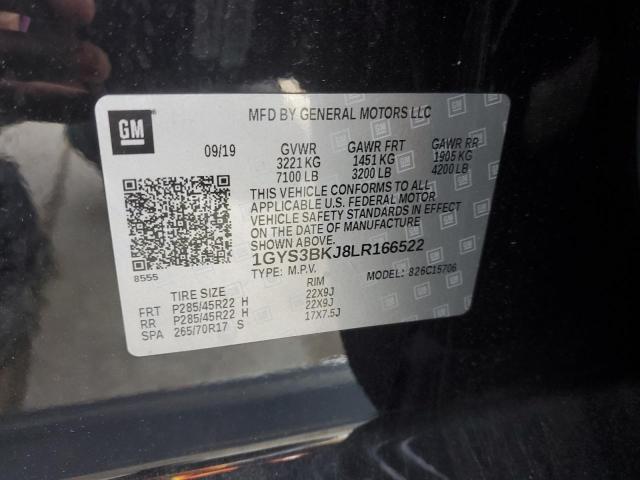 GM
MFD BY GENERAL MOTORS LLC
09/19 GVWR GAWR FRT GAWR RR
3221 KG 1451 KG 1905 KG
7100 LB 3200 LB 4200 LB
THIS VEHICLE CONFORMS TO ALL
APPLICABLE U.S. FEDERAL MOTOR
VEHICLE SAFETY STANDARDS IN EFFECT
ON THE DATE OF MANUFACTURE
SHOWN ABOVE.
1GYS3BKJ8LR166522
8555 TYPE: M.P.V. MODEL: 826C15706
TIRE SIZE RIM
FRT P285/45R22 H 22X9J
RR P285/45R22 H 22X9J
SPA 265/70R17 S 17X7.5J